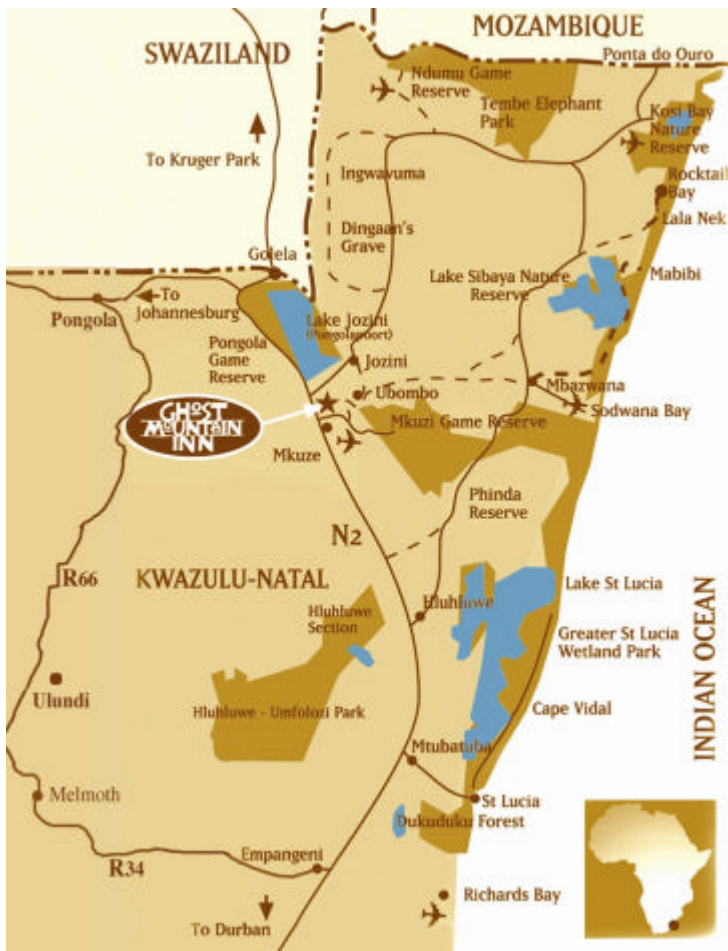 MOZAMBIQUE
SWAZILAND
Ponta do Ouro
Ndumu Game
Reserve
Tembe Elephant
Park
Kosi Bay
Nature
Reserve
To Kruger Park
Ingwavuma
Rocktail
Bay
Dingaan's
Grave
Lala Nek
Golela
Lake Sibaya Nature
Reserve
Mabibi
To
Johannesburg
Pongola
Lake Jozini
(Pongolapoort)
Pongola
Game
Reserve
Jozini
Ubombo
Mbazwana
Sodwana Bay
GHOST
MOUNTAIN
INN
Mkuzi Game Reserve
Mkuze
Phinda
Reserve
N2
KWAZULU-NATAL
R66
Hluhluwe
Lake St Lucia
Hluhluwe
Section
Greater St Lucia
Wetland Park
INDIAN OCEAN
Ulundi
Hluhluwe - Umfolozi Park
Cape Vidal
Mtubatuba
Melmoth
St Lucia
Dukuduku Forest
Empangeni
R34
Richards Bay
To Durban